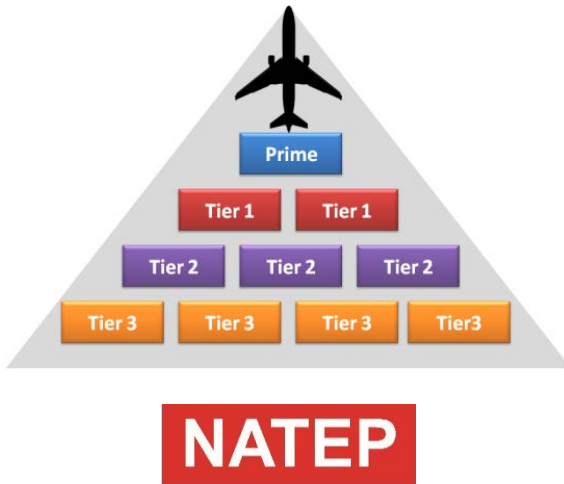 Prime
Tier 1 Tier 1
Tier 2 Tier 2 Tier 2
Tier 3 Tier 3 Tier 3 Tier3
NATEP